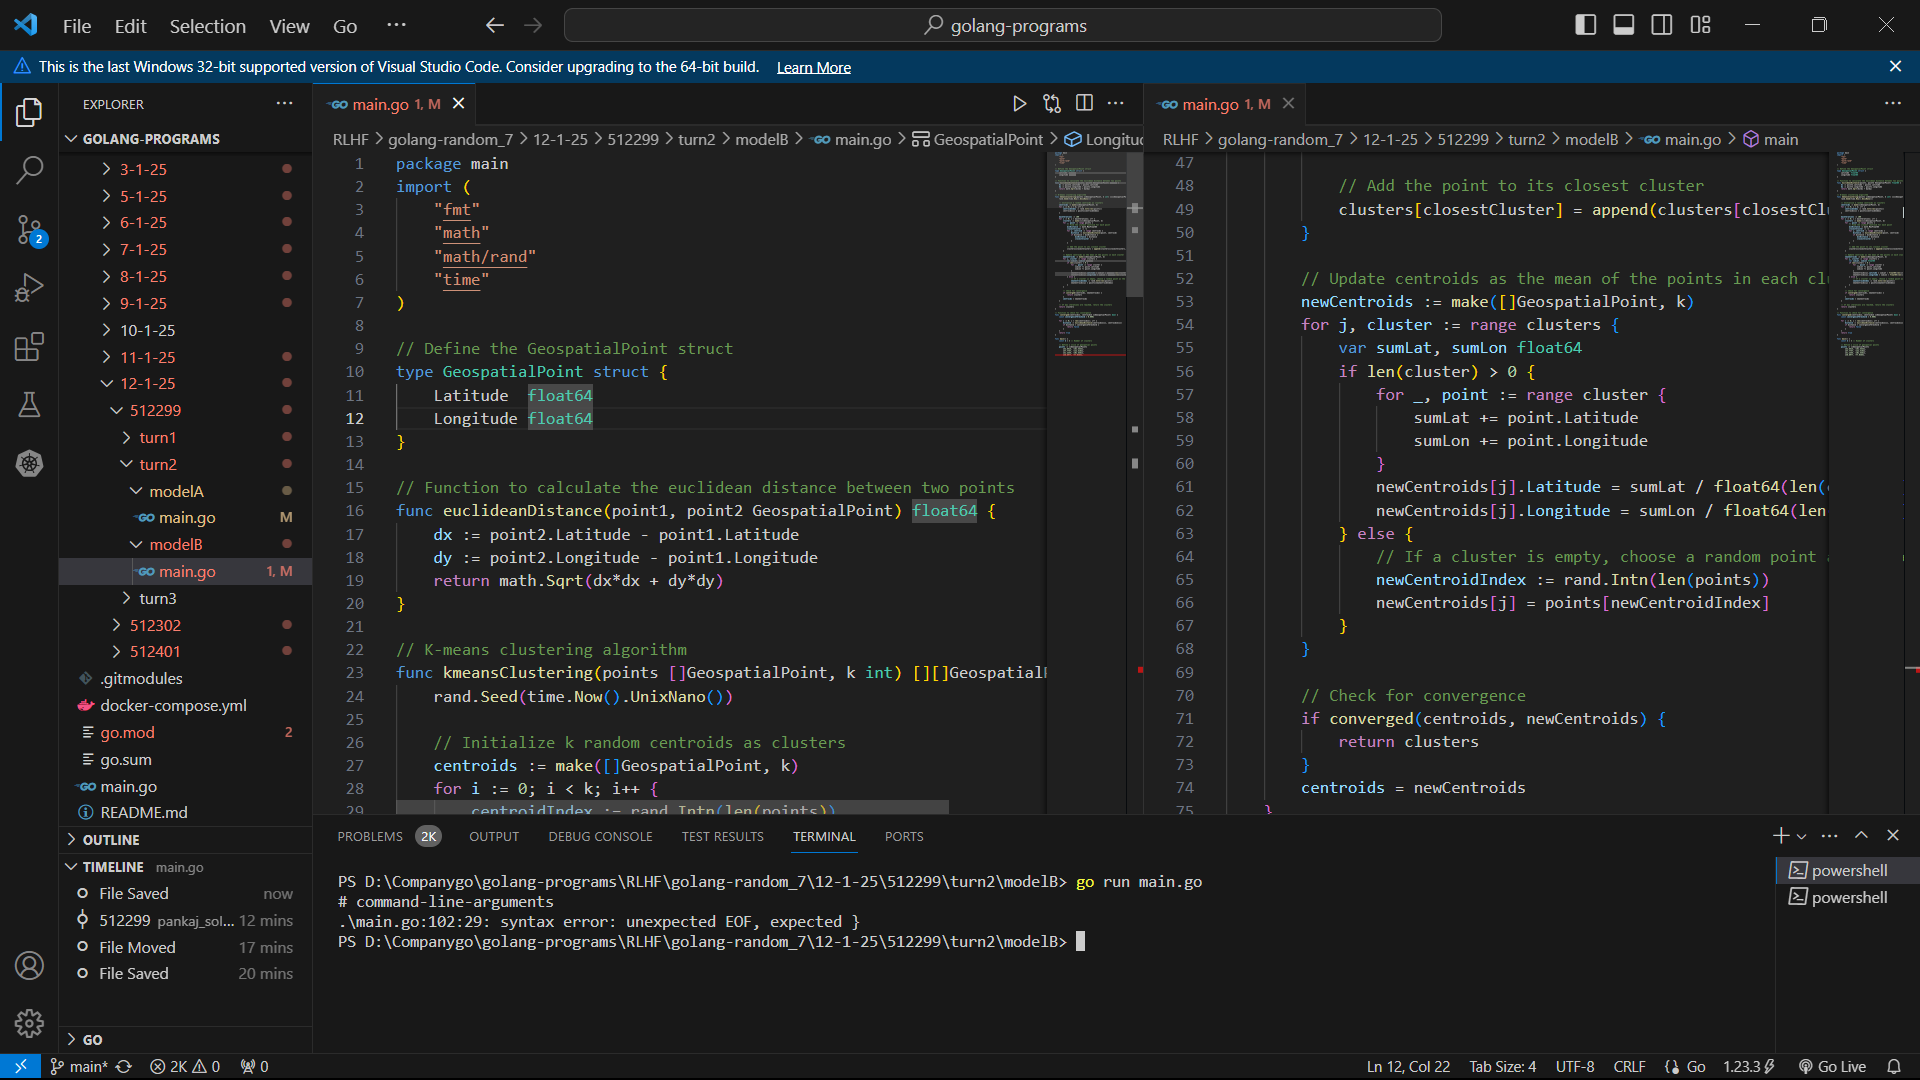 File Edit Selection View Go ··· golang-programs
This is the last Windows 32-bit supported version of Visual Studio Code. Consider upgrading to the 64-bit build. Learn More
EXPLORER
GOLANG-PROGRAMS
3-1-25
5-1-25
6-1-25
7-1-25
8-1-25
9-1-25
10-1-25
11-1-25
12-1-25
512299
turn1
turn2
modelA
main.go M
modelB
main.go 1, M
turn3
512302
512401
.gitmodules
docker-compose.yml
go.mod 2
go.sum
main.go
README.md
OUTLINE
TIMELINE main.go
File Saved now
512299 pankaj_sol... 12 mins
File Moved 17 mins
File Saved 20 mins
GO
2
main.go 1, M
RLHF > golang-random_7 > 12-1-25 > 512299 > turn2 > modelB > main.go > GeospatialPoint > Longitud
1 package main
2 import (
3 "fmt"
4 "math"
5 "math/rand"
6 "time"
7 )
8
9 // Define the GeospatialPoint struct
10 type GeospatialPoint struct {
11 Latitude float64
12 Longitude float64
13 }
14
15 // Function to calculate the euclidean distance between two points
16 func euclideanDistance(point1, point2 GeospatialPoint) float64 {
17 dx := point2.Latitude - point1.Latitude
18 dy := point2.Longitude - point1.Longitude
19 return math.Sqrt(dx*dx + dy*dy)
20 }
21
22 // K-means clustering algorithm
23 func kmeansClustering(points []GeospatialPoint, k int) [][]Geospatial
24 rand.Seed(time.Now().UnixNano())
25
26 // Initialize k random centroids as clusters
27 centroids := make([]GeospatialPoint, k)
28 for i := 0; i < k; i++ {
29 centroidIndex := rand.Intn(len(points))
main.go 1, M
RLHF > golang-random_7 > 12-1-25 > 512299 > turn2 > modelB > main.go > main
47
48 // Add the point to its closest cluster
49 clusters[closestCluster] = append(clusters[closestCl
50 }
51
52 // Update centroids as the mean of the points in each cl
53 newCentroids := make([]GeospatialPoint, k)
54 for j, cluster := range clusters {
55 var sumLat, sumLon float64
56 if len(cluster) > 0 {
57 for _, point := range cluster {
58 sumLat += point.Latitude
59 sumLon += point.Longitude
60 }
61 newCentroids[j].Latitude = sumLat / float64(len(
62 newCentroids[j].Longitude = sumLon / float64(len
63 } else {
64 // If a cluster is empty, choose a random point
65 newCentroidIndex := rand.Intn(len(points))
66 newCentroids[j] = points[newCentroidIndex]
67 }
68 }
69
70 // Check for convergence
71 if converged(centroids, newCentroids) {
72 return clusters
73 }
74 centroids = newCentroids
75 }
PROBLEMS 2K OUTPUT DEBUG CONSOLE TEST RESULTS TERMINAL PORTS
PS D:\Companygo\golang-programs\RLHF\golang-random_7\12-1-25\512299\turn2\modelB> go run main.go
# command-line-arguments
.\main.go:102:29: syntax error: unexpected EOF, expected }
PS D:\Companygo\golang-programs\RLHF\golang-random_7\12-1-25\512299\turn2\modelB>
powershell
powershell
main* 2K 0 0 Ln 12, Col 22 Tab Size: 4 UTF-8 CRLF Go 1.23.3 Go Live